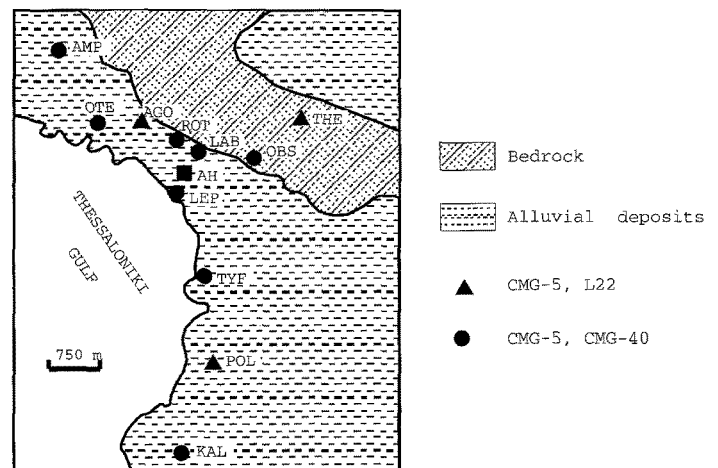 AMP
OTE
AGO
THE
ROT
LAB
OBS
AH
LEP
THESSALONIKI
GULF
TYF
750 m
POL
KAL
Bedrock
Alluvial deposits
CMG-5, L22
CMG-5, CMG-40